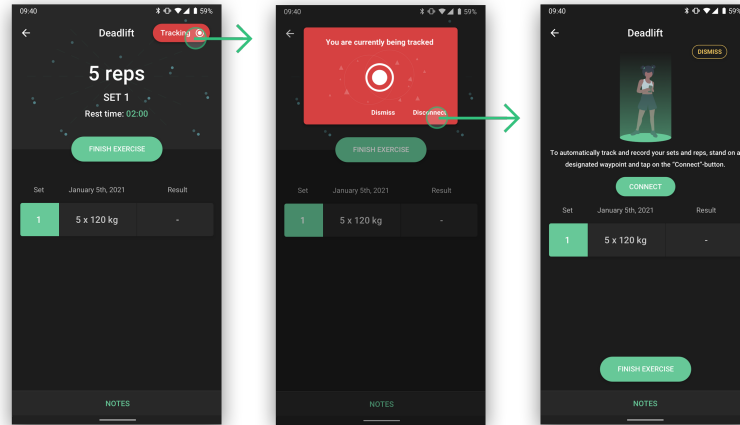 09:40 59%
Deadlift Tracking
5 reps
SET 1
Rest time: 02:00
FINISH EXERCISE
Set January 5th, 2021 Result
1 5 x 120 kg -
NOTES
09:40 59%
You are currently being tracked
Dismiss Disconnect
FINISH EXERCISE
Set January 5th, 2021 Result
1 5 x 120 kg -
NOTES
09:40 59%
Deadlift
DISMISS
To automatically track and record your sets and reps, stand on a
designated waypoint and tap on the "Connect"-button.
CONNECT
Set January 5th, 2021 Result
1 5 x 120 kg -
FINISH EXERCISE
NOTES